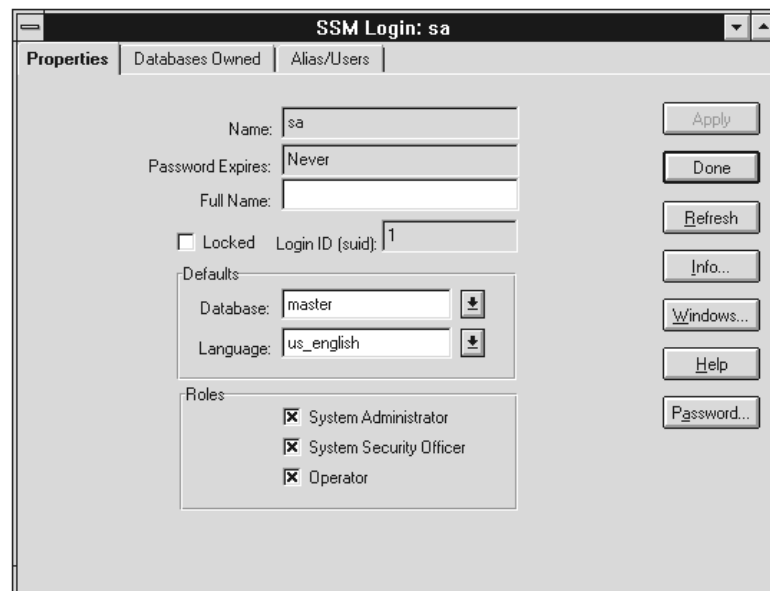 SSM Login: sa
Properties Databases Owned Alias/Users
Name: sa
Password Expires: Never
Full Name:
Locked Login ID (suid): 1
Defaults
Database: master
Language: us_english
Roles
System Administrator
System Security Officer
Operator
Apply
Done
Refresh
Info...
Windows...
Help
Password...